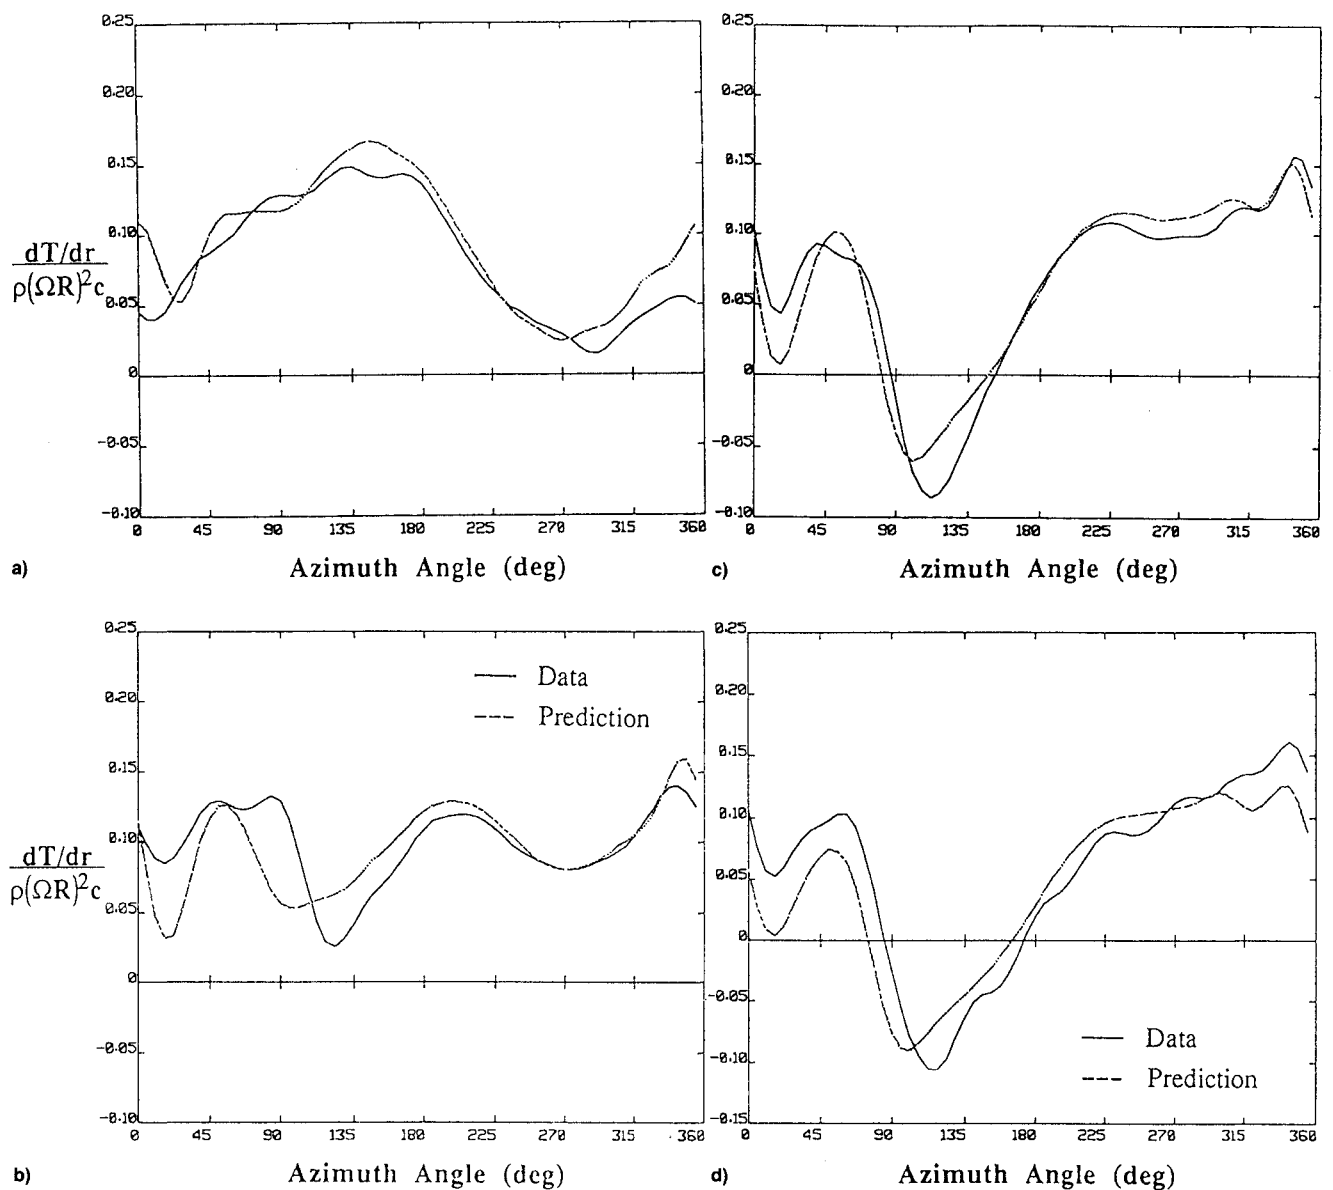 0.25
0.20
0.15
0.10
0.05
0
-0.05
-0.10
dT/dr
ρ(ΩR)²c
0 45 90 135 180 225 270 315 360
a) Azimuth Angle (deg)
0.25
0.20
0.15
0.10
0.05
0
-0.05
-0.10
0 45 90 135 180 225 270 315 360
c) Azimuth Angle (deg)
0.25
0.20
0.15
0.10
0.05
0
-0.05
-0.10
dT/dr
ρ(ΩR)²c
Data
Prediction
0 45 90 135 180 225 270 315 360
b) Azimuth Angle (deg)
0.25
0.20
0.15
0.10
0.05
0
-0.05
-0.10
-0.15
Data
Prediction
0 45 90 135 180 225 270 315 360
d) Azimuth Angle (deg)